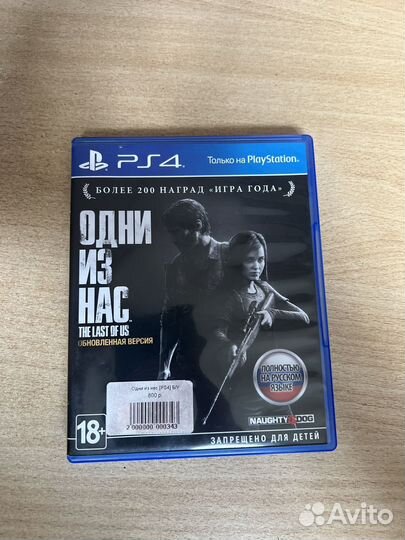 PS4
Только на PlayStation
БОЛЕЕ 200 НАГРАД «ИГРА ГОДА»
ОДНИ
ИЗ
НАС
THE LAST OF US
ОБНОВЛЕННАЯ ВЕРСИЯ
Одни из нас [PS4] Б/У
800 р.
2 000000 000343
ПОЛНОСТЬЮ
НА РУССКОМ
ЯЗЫКЕ
18+
NAUGHTY DOG
ЗАПРЕЩЕНО ДЛЯ ДЕТЕЙ
Avito